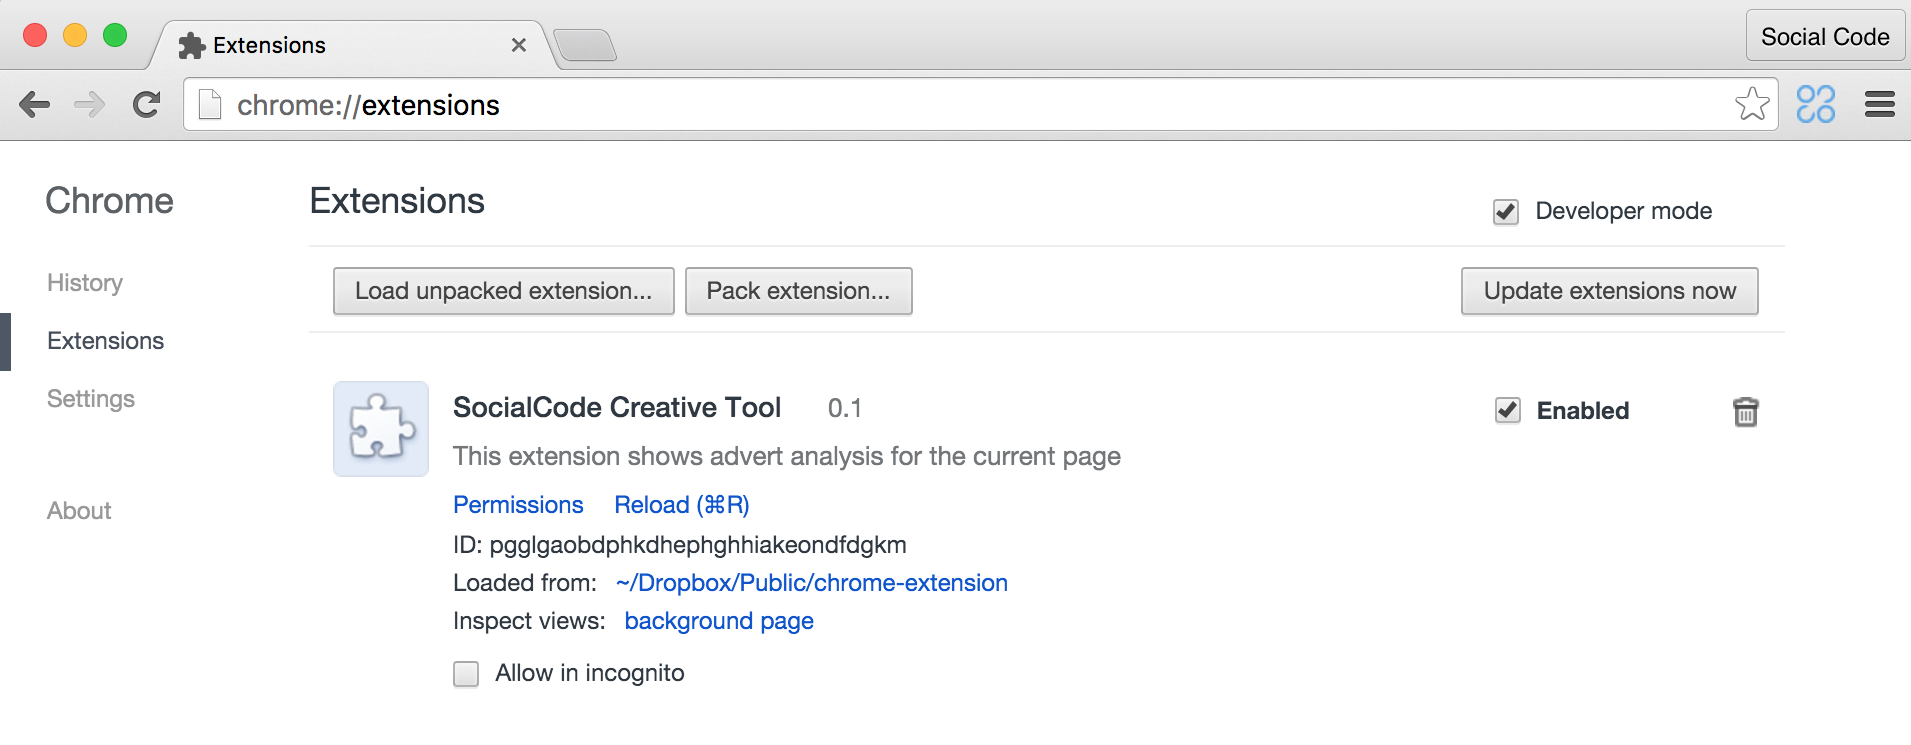 Extensions
Social Code
chrome://extensions
Chrome
Extensions
Developer mode
History
Load unpacked extension...
Pack extension...
Update extensions now
Extensions
Settings
SocialCode Creative Tool 0.1
Enabled
This extension shows advert analysis for the current page
Permissions Reload (⌘R)
About
ID: pgglgaobdphkdhephghhiakeondfdgkm
Loaded from: ~/Dropbox/Public/chrome-extension
Inspect views: background page
Allow in incognito